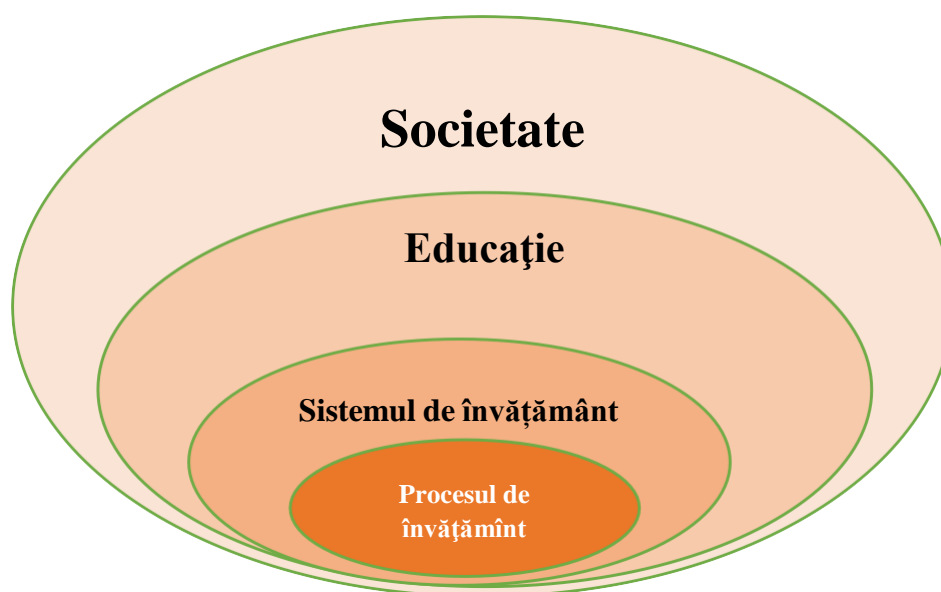 Societate
Educaţie
Sistemul de învățământ
Procesul de
învăţămînt